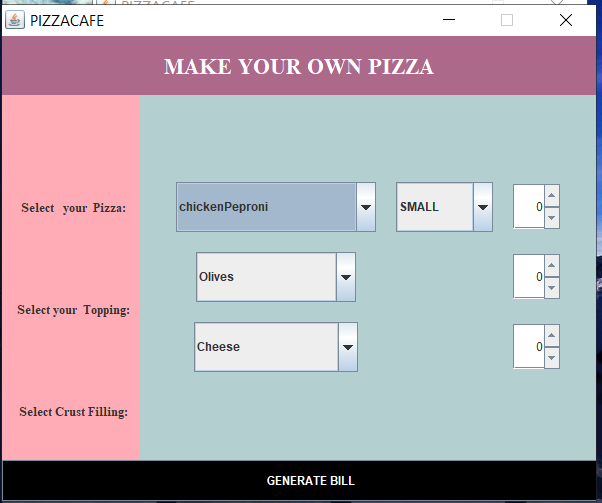 PIZZACAFE
MAKE YOUR OWN PIZZA
Select your Pizza:
chickenPeproni
SMALL
0
Select your Topping:
Olives
0
Select Crust Filling:
Cheese
0
GENERATE BILL